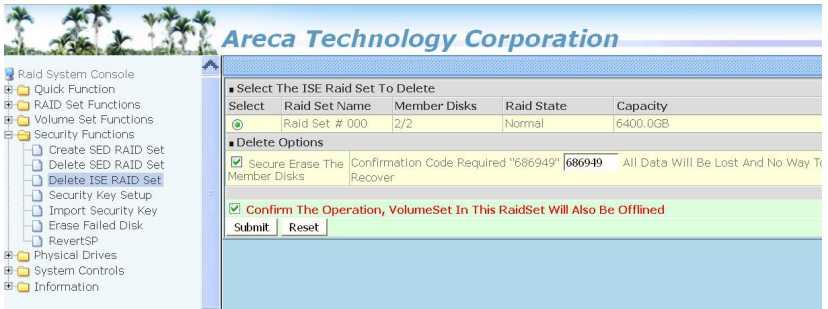 Areca Technology Corporation
Raid System Console
Quick Function
RAID Set Functions
Volume Set Functions
Security Functions
Create SED RAID Set
Delete SED RAID Set
Delete ISE RAID Set
Security Key Setup
Import Security Key
Erase Failed Disk
RevertSP
Physical Drives
System Controls
Information
Select The ISE Raid Set To Delete
Select Raid Set Name Member Disks Raid State Capacity
Raid Set # 000 2/2 Normal 6400.0GB
Delete Options
Secure Erase The Member Disks
Confirmation Code Required "686949" 686949 All Data Will Be Lost And No Way To
Recover
Confirm The Operation, VolumeSet In This RaidSet Will Also Be Offlined
Submit Reset